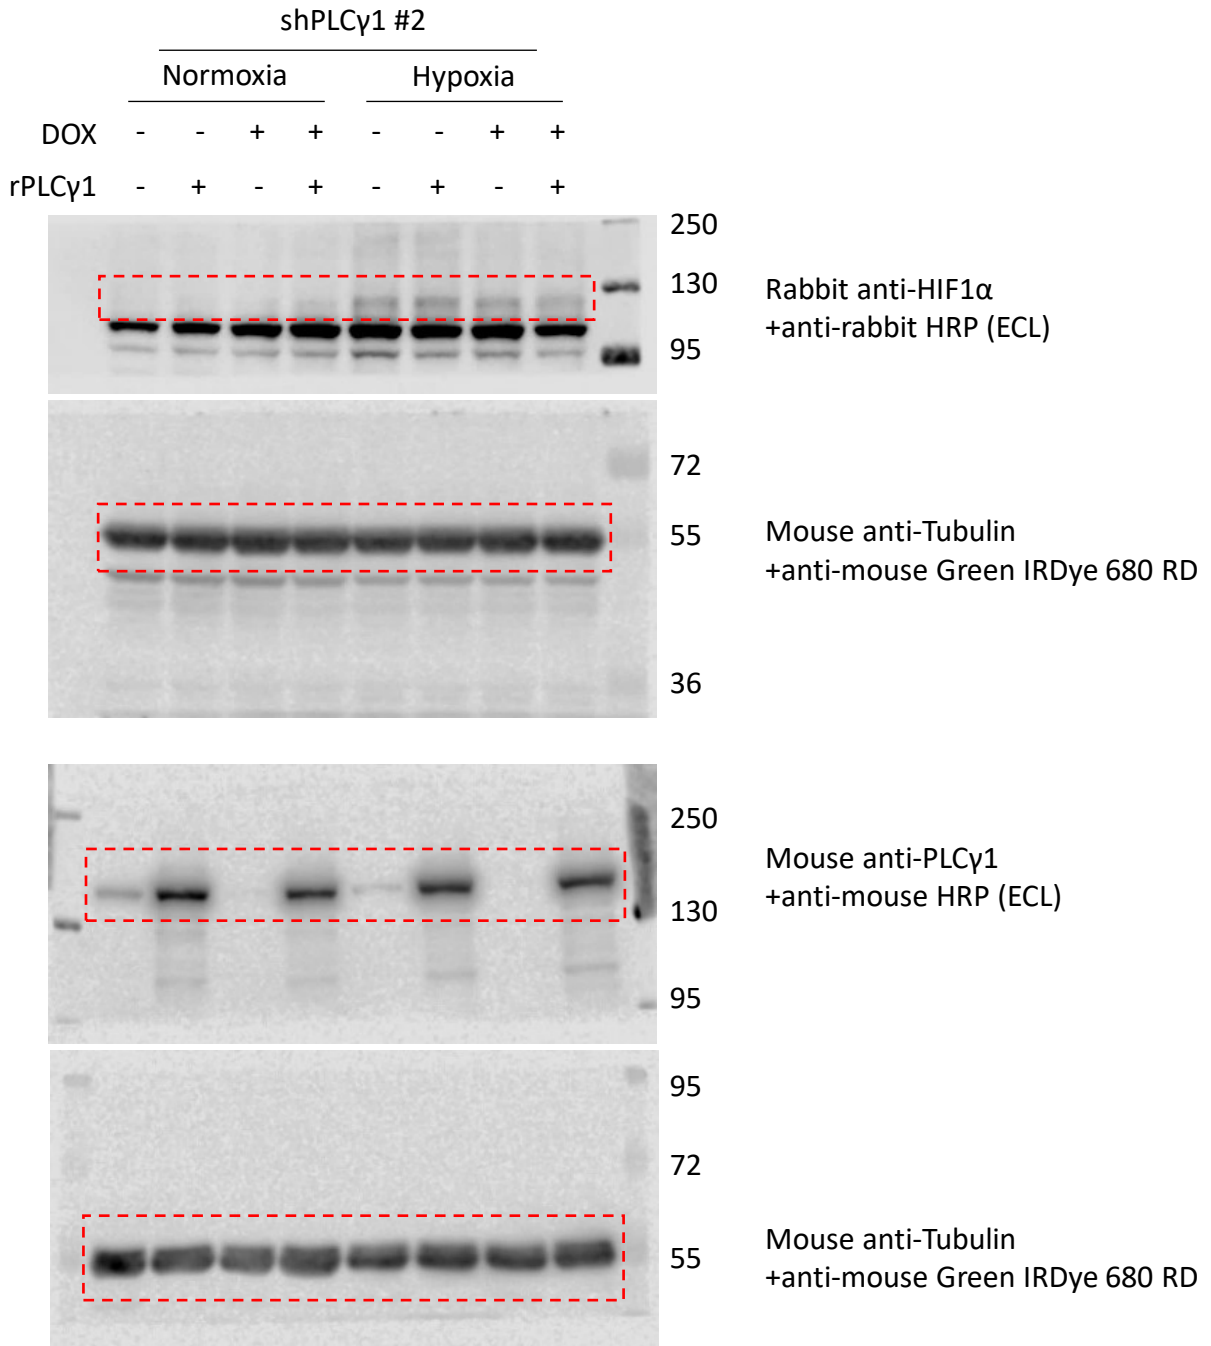 shPLCγ1 #2
Normoxia Hypoxia
DOX - - + + - - + +
rPLCγ1 - + - + - + - +
250
130
95
Rabbit anti-HIF1α
+anti-rabbit HRP (ECL)
72
55
36
Mouse anti-Tubulin
+anti-mouse Green IRDye 680 RD
250
130
95
Mouse anti-PLCγ1
+anti-mouse HRP (ECL)
95
72
55
Mouse anti-Tubulin
+anti-mouse Green IRDye 680 RD